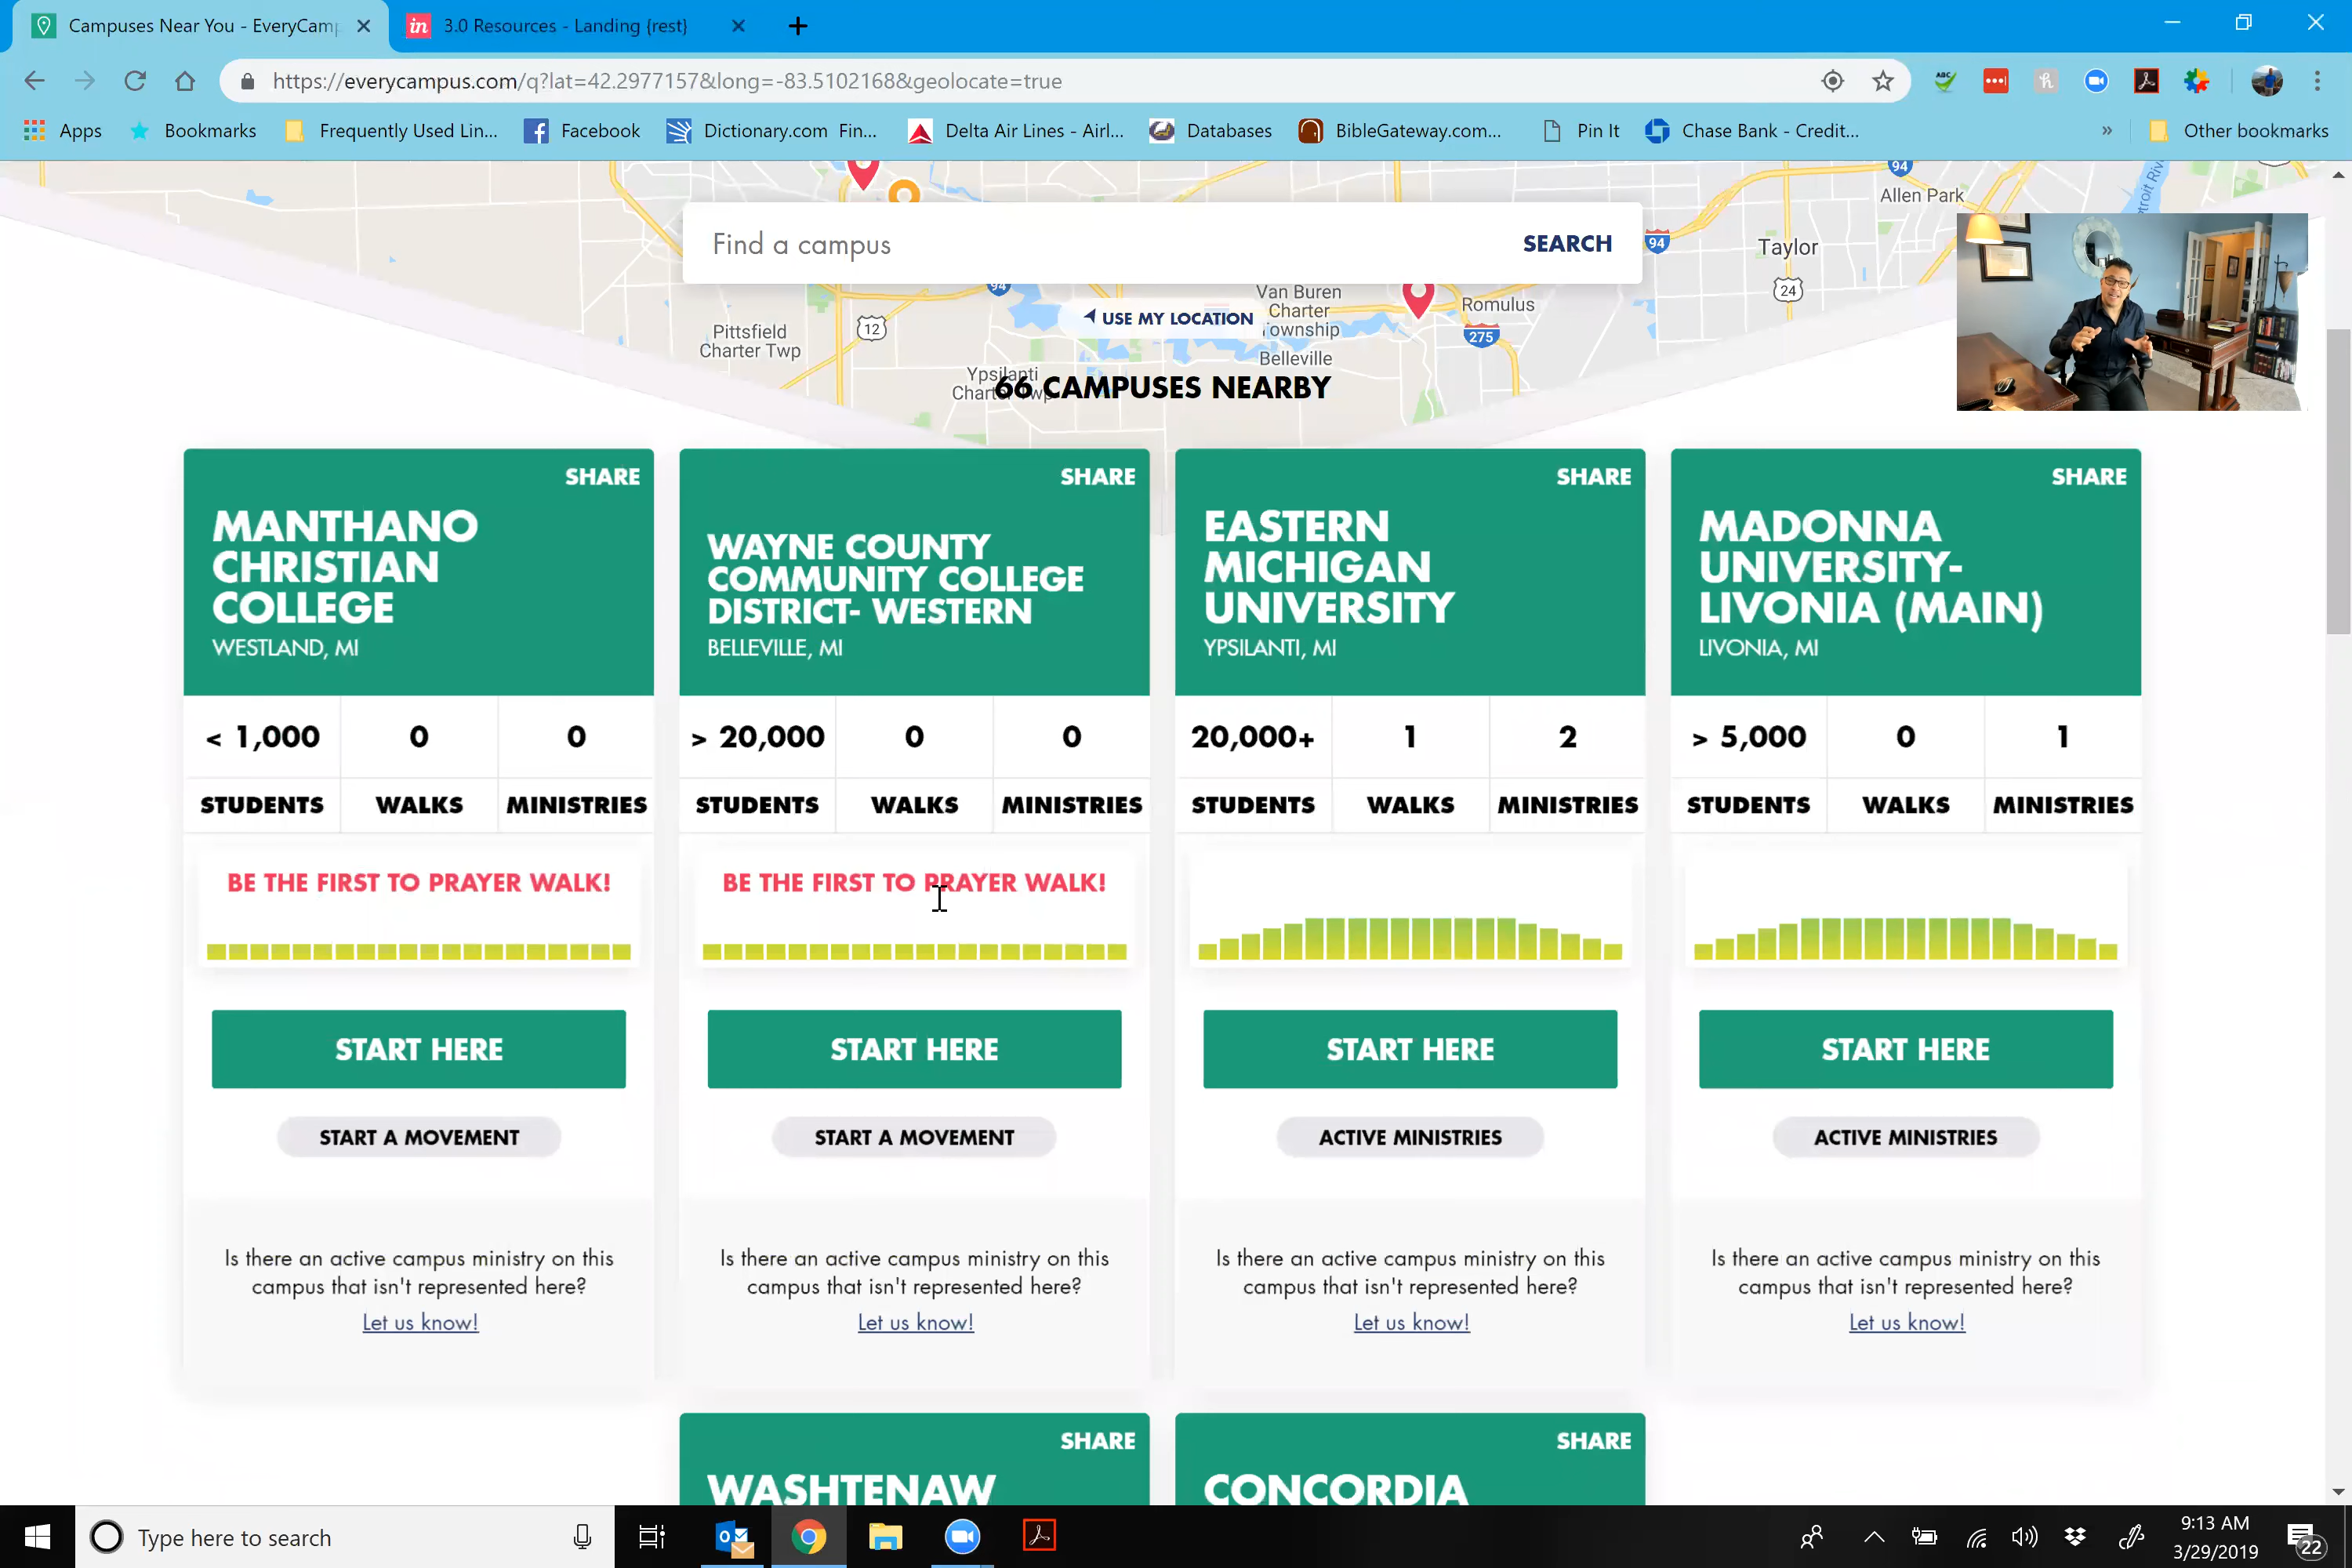 Campuses Near You - EveryCamp
in 3.0 Resources - Landing {rest}
https://everycampus.com/q?lat=42.2977157&long=-83.5102168&geolocate=true
ABC
Apps Bookmarks Frequently Used Lin... Facebook Dictionary.com Fin... Delta Air Lines - Airl... Databases BibleGateway.com... Pin It Chase Bank - Credit... » Other bookmarks
94
Allen Park
Find a campus SEARCH
94
Taylor
24
94
Van Buren
Charter
Township
Romulus
Pittsfield
Charter Twp
12
USE MY LOCATION
275
Belleville
Ypsilanti
66 CAMPUSES NEARBY
SHARE
MANTHANO
CHRISTIAN
COLLEGE
WESTLAND, MI
< 1,000 0 0
STUDENTS WALKS MINISTRIES
BE THE FIRST TO PRAYER WALK!
START HERE
START A MOVEMENT
Is there an active campus ministry on this
campus that isn't represented here?
Let us know!
SHARE
WAYNE COUNTY
COMMUNITY COLLEGE
DISTRICT- WESTERN
BELLEVILLE, MI
> 20,000 0 0
STUDENTS WALKS MINISTRIES
BE THE FIRST TO PRAYER WALK!
START HERE
START A MOVEMENT
Is there an active campus ministry on this
campus that isn't represented here?
Let us know!
SHARE
EASTERN
MICHIGAN
UNIVERSITY
YPSILANTI, MI
20,000+ 1 2
STUDENTS WALKS MINISTRIES
START HERE
ACTIVE MINISTRIES
Is there an active campus ministry on this
campus that isn't represented here?
Let us know!
SHARE
MADONNA
UNIVERSITY-
LIVONIA (MAIN)
LIVONIA, MI
> 5,000 0 1
STUDENTS WALKS MINISTRIES
START HERE
ACTIVE MINISTRIES
Is there an active campus ministry on this
campus that isn't represented here?
Let us know!
SHARE
WASHTENAW
SHARE
CONCORDIA
Type here to search
9:13 AM
3/29/2019
22